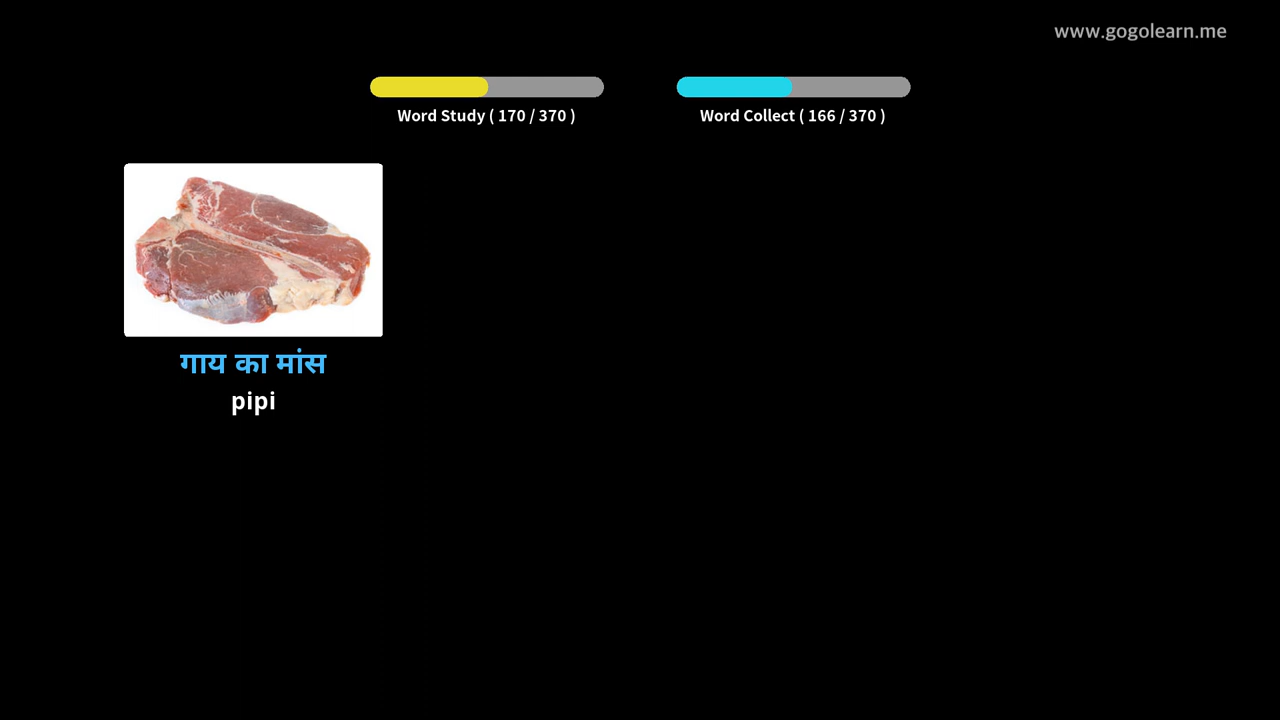 www.gogolearn.me
Word Study ( 170 / 370 )
Word Collect ( 166 / 370 )
गाय का मांस
pipi